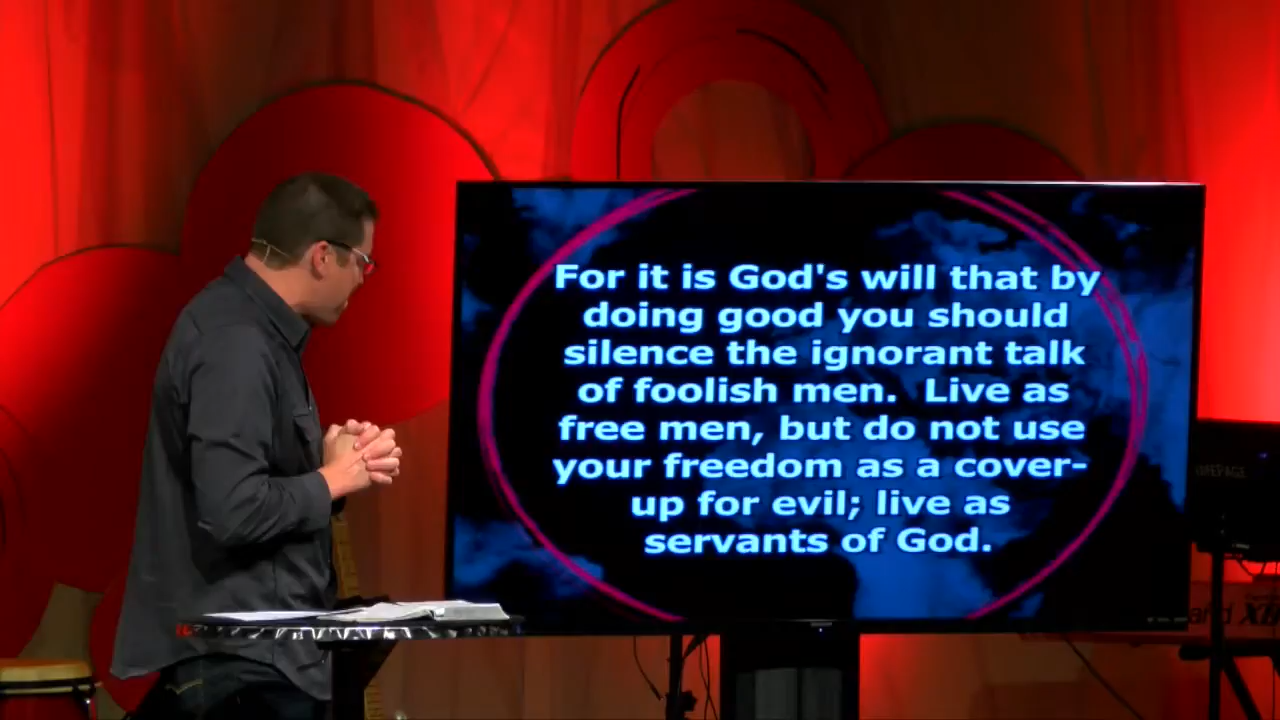 For it is God's will that by
doing good you should
silence the ignorant talk
of foolish men.  Live as
free men, but do not use
your freedom as a cover-
up for evil; live as
servants of God.